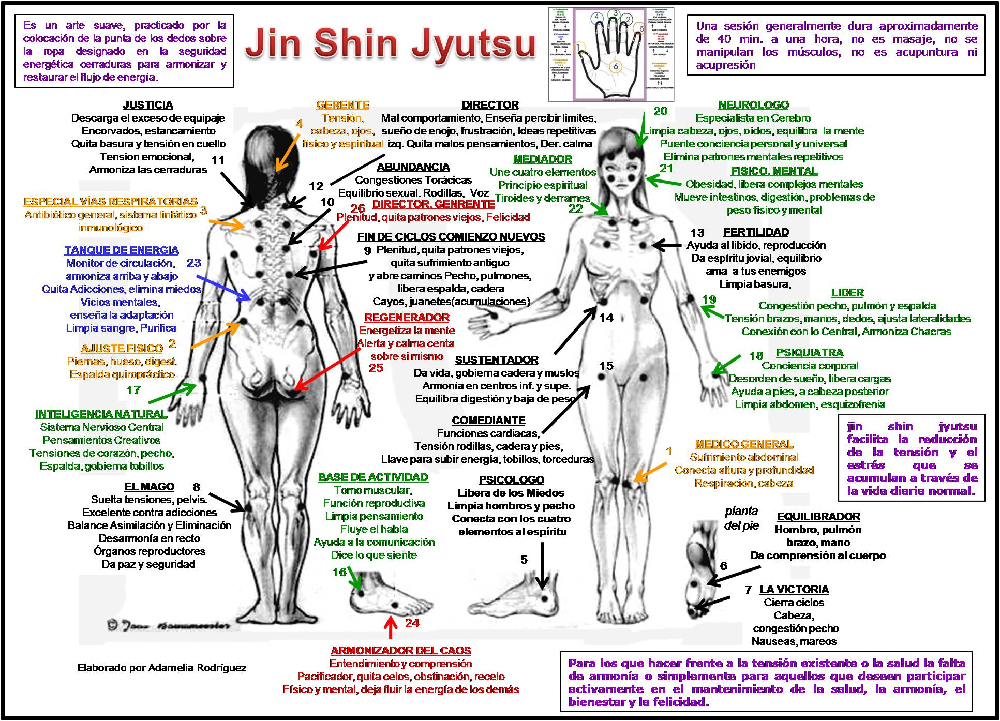 Es un arte suave, practicado por la
colocación de la punta de los dedos sobre
la ropa designado en la seguridad
energética cerraduras para armonizar y
restaurar el flujo de energía.
Jin Shin Jyutsu
1
4
3
2
5
6
Una sesión generalmente dura aproximadamente
de 40 min. a una hora, no es masaje, no se
manipulan los músculos, no es acupuntura ni
acupresión
JUSTICIA
Descarga el exceso de equipaje
Encorvados, estancamiento
Quita basura y tensión en cuello
Tension emocional,
Armoniza las cerraduras
11
GERENTE
Tensión,
cabeza, ojos,
físico y espiritual
4
DIRECTOR
Mal comportamiento, Enseña percibir limites,
sueño de enojo, frustración, Ideas repetitivas
izq. Quita malos pensamientos, Der. calma
12
NEUROLOGO
20
Especialista en Cerebro
Limpia cabeza, ojos, oídos, equilibra la mente
Puente conciencia personal y universal
Elimina patrones mentales repetitivos
MEDIADOR
Une cuatro elementos
Principio espiritual
Tiroides y derrames
22
21
FISICO, MENTAL
Obesidad, libera complejos mentales
Mueve intestinos, digestión, problemas de
peso físico y mental
ABUNDANCIA
Congestiones Torácicas
Equilibrio sexual. Rodillas, Voz
10
ESPECIAL VÍAS RESPIRATORIAS
Antibiótico general, sistema linfático
inmunológico
3
26
DIRECTOR, GENRENTE
Plenitud, quita patrones viejos, Felicidad
FIN DE CICLOS COMIENZO NUEVOS
9
Plenitud, quita patrones viejos,
quita sufrimiento antiguo
y abre caminos Pecho, pulmones,
libera espalda, cadera
Cayos, juanetes(acumulaciones)
13
FERTILIDAD
Ayuda al libido, reproducción
Da espíritu jovial, equilibrio
ama a tus enemigos
Limpia basura,
TANQUE DE ENERGIA
Monitor de circulación,
armoniza arriba y abajo
Quita Adicciones, elimina miedos
Vicios mentales,
enseña la adaptación
Limpia sangre, Purifica
23
19
LIDER
Congestión pecho, pulmón y espalda
Tensión brazos, manos, dedos, ajusta lateralidades
Conexión con lo Central, Armoniza Chacras
REGENERADOR
Energetiza la mente
Alerta y calma centa
sobre si mismo
25
14
SUSTENTADOR
Da vida, gobierna cadera y muslos
Armonía en centros inf. y supe.
Equilibra digestión y baja de peso
AJUSTE FISICO
2
Piernas, hueso, digest.
Espalda quiropráctico
18
PSIQUIATRA
Conciencia corporal
Desorden de sueño, libera cargas
Ayuda a pies, a cabeza posterior
Limpia abdomen, esquizofrenia
15
COMEDIANTE
Funciones cardiacas,
Tensión rodillas, cadera y pies,
Llave para subir energía, tobillos, torceduras
17
INTELIGENCIA NATURAL
Sistema Nervioso Central
Pensamientos Creativos
Tensiones de corazón, pecho,
Espalda, gobierna tobillos
jin shin jyutsu
facilita la reducción
de la tensión y el
estrés que se
acumulan a través de
la vida diaria normal.
1
MEDICO GENERAL
Sufrimiento abdominal
Conecta altura y profundidad
Respiración, cabeza
EL MAGO
8
Suelta tensiones, pelvis.
Excelente contra adicciones
Balance Asimilación y Eliminación
Desarmonía en recto
Órganos reproductores
Da paz y seguridad
BASE DE ACTIVIDAD
Tomo muscular,
Función reproductiva
Limpia pensamiento
Fluye el habla
Ayuda a la comunicación
Dice lo que siente
16
PSICOLOGO
Libera de los Miedos
Limpia hombros y pecho
Conecta con los cuatro
elementos al espíritu
5
planta
del pie
EQUILIBRADOR
Hombro, pulmón
brazo, mano
Da comprensión al cuerpo
6
7
LA VICTORIA
Cierra ciclos
Cabeza,
congestión pecho
Nauseas, mareos
24
ARMONIZADOR DEL CAOS
Entendimiento y comprensión
Pacificador, quita celos, obstinación, recelo
Físico y mental, deja fluir la energía de los demás
Elaborado por Adamelia Rodríguez
Para los que hacer frente a la tensión existente o la salud la falta
de armonía o simplemente para aquellos que deseen participar
activamente en el mantenimiento de la salud, la armonía, el
bienestar y la felicidad.